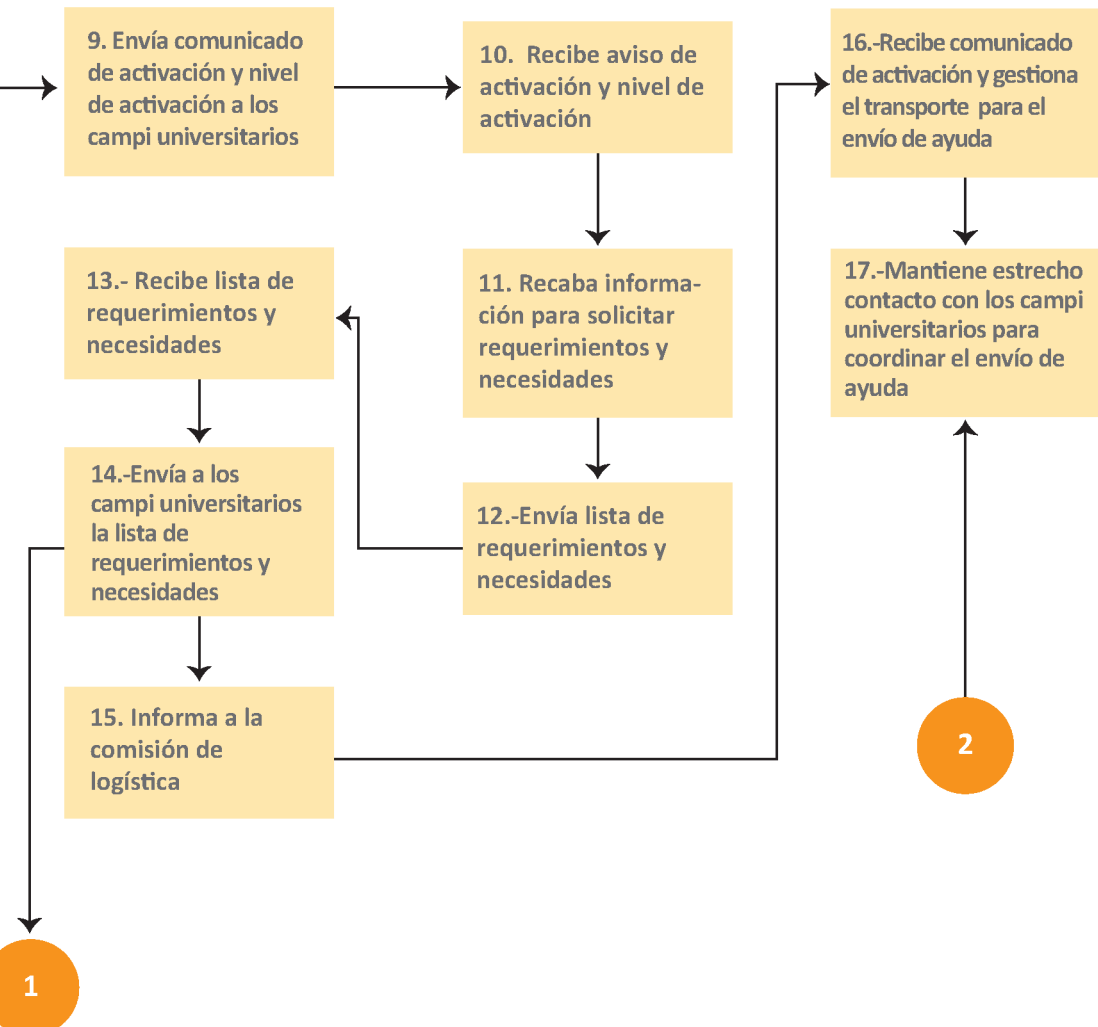 9. Envía comunicado
de activación y nivel
de activación a los
campi universitarios
10.  Recibe aviso de
activación y nivel de
activación
11. Recaba informa-
ción para solicitar
requerimientos y
necesidades
12.-Envía lista de
requerimientos y
necesidades
13.- Recibe lista de
requerimientos y
necesidades
14.-Envía a los
campi universitarios
la lista de
requerimientos y
necesidades
15. Informa a la
comisión de
logística
16.-Recibe comunicado
de activación y gestiona
el transporte  para el
envío de ayuda
17.-Mantiene estrecho
contacto con los campi
universitarios para
coordinar el envío de
ayuda
2
1